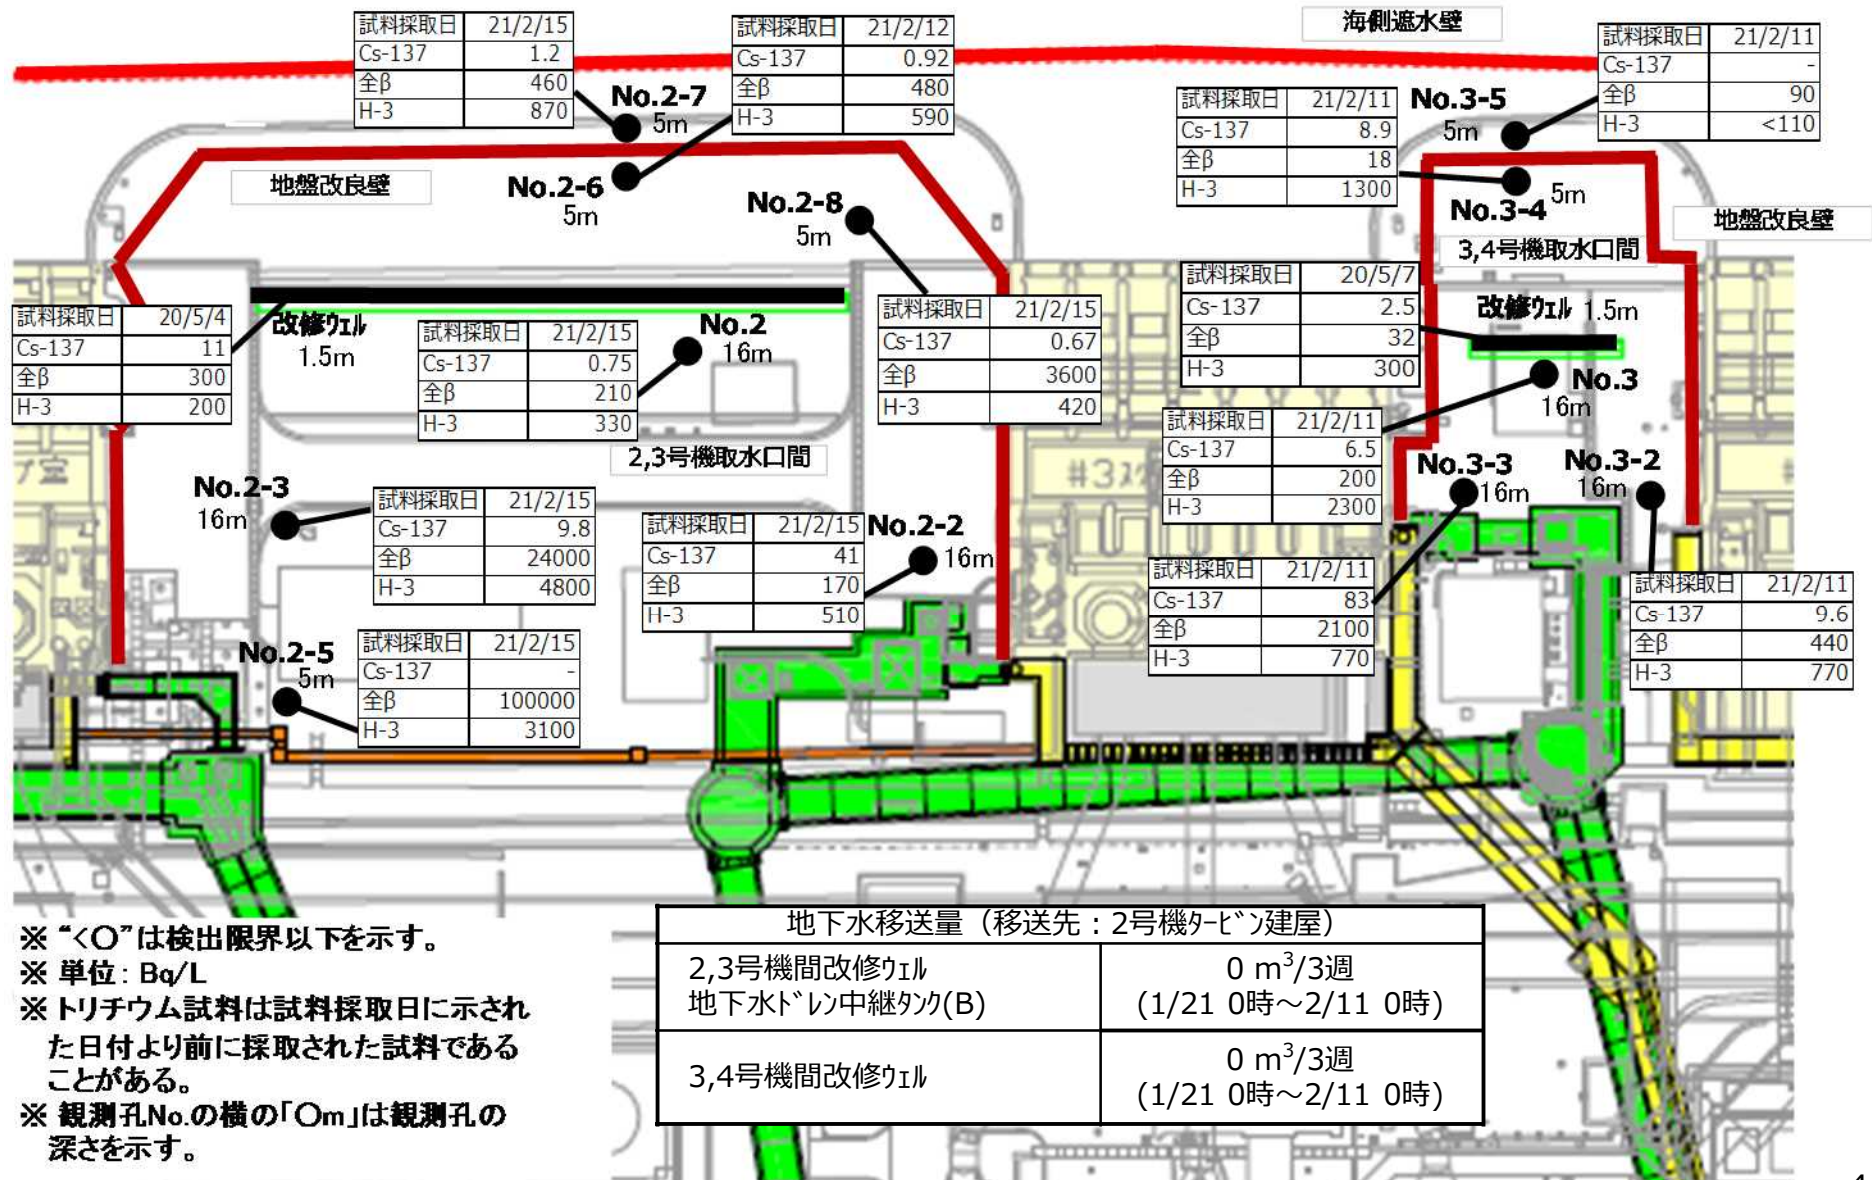 海側遮水壁
試料採取日 21/2/15
Cs-137 1.2
全β 460
H-3 870
No.2-7
5m
試料採取日 21/2/12
Cs-137 0.92
全β 480
H-3 590
No.2-6
5m
地盤改良壁
No.2-8
5m
試料採取日 21/2/11
Cs-137 8.9
全β 18
H-3 1300
No.3-5
5m
試料採取日 21/2/11
Cs-137 -
全β 90
H-3 <110
No.3-4
5m
地盤改良壁
3,4号機取水口間
試料採取日 20/5/4
Cs-137 11
全β 300
H-3 200
改修ｳｪﾙ
1.5m
試料採取日 21/2/15
Cs-137 0.75
全β 210
H-3 330
No.2
16m
試料採取日 21/2/15
Cs-137 0.67
全β 3600
H-3 420
試料採取日 20/5/7
Cs-137 2.5
全β 32
H-3 300
改修ｳｪﾙ 1.5m
No.3
16m
2,3号機取水口間
試料採取日 21/2/11
Cs-137 6.5
全β 200
H-3 2300
No.2-3
16m
試料採取日 21/2/15
Cs-137 9.8
全β 24000
H-3 4800
試料採取日 21/2/15
Cs-137 41
全β 170
H-3 510
No.2-2
16m
#3ｽｸ
No.3-3
16m
No.3-2
16m
試料採取日 21/2/11
Cs-137 83
全β 2100
H-3 770
試料採取日 21/2/11
Cs-137 9.6
全β 440
H-3 770
No.2-5
5m
試料採取日 21/2/15
Cs-137 -
全β 100000
H-3 3100
※ “<〇”は検出限界以下を示す。
※ 単位: Bq/L
※ トリチウム試料は試料採取日に示され
た日付より前に採取された試料である
ことがある。
※ 観測孔No.の横の「〇m」は観測孔の
深さを示す。
地下水移送量（移送先：2号機ﾀｰﾋﾞﾝ建屋）
2,3号機間改修ｳｪﾙ
地下水ﾄﾞﾚﾝ中継ﾀﾝｸ(B)
0 m³/3週
(1/21 0時～2/11 0時)
3,4号機間改修ｳｪﾙ
0 m³/3週
(1/21 0時～2/11 0時)